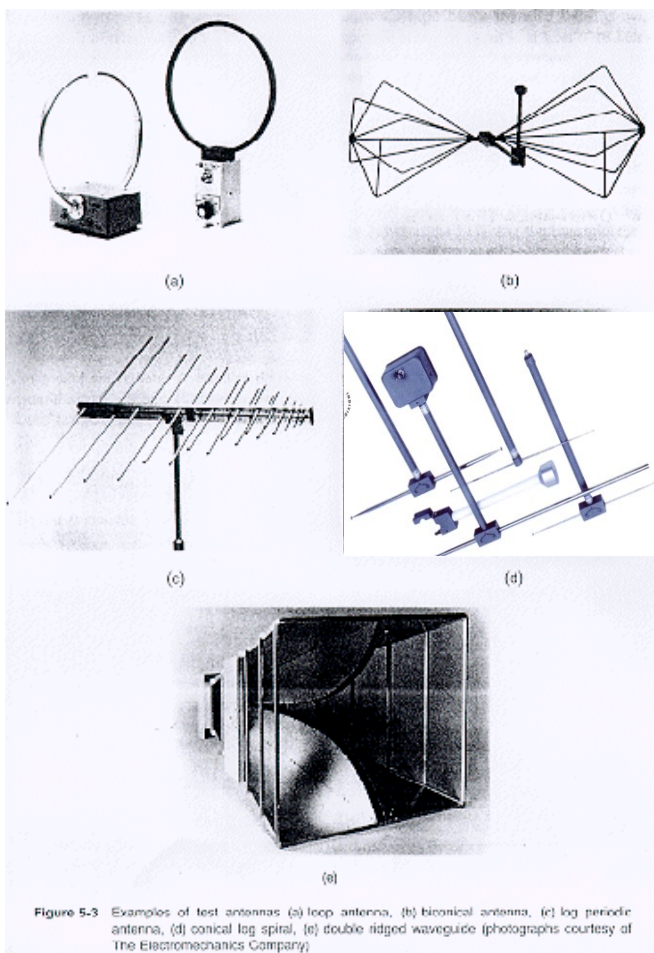 (a)
(b)
(c)
(d)
(e)
Figure 5-3 Examples of test antennas (a) loop antenna, (b) biconical antenna, (c) log periodic
antenna, (d) conical log spiral, (e) double ridged waveguide (photographs courtesy of
The Electromechanics Company)